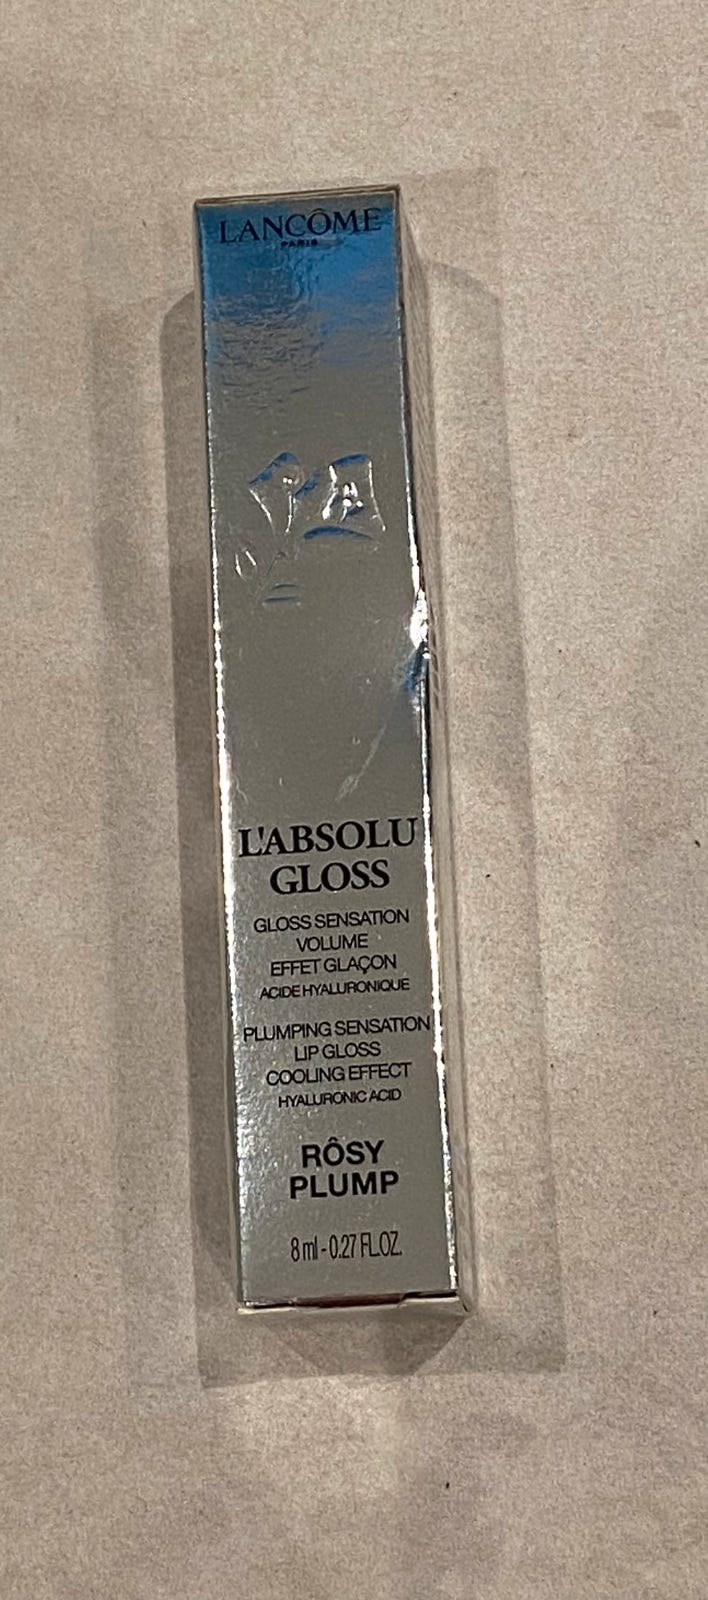 LANCÔME
PARIS
L'ABSOLU
GLOSS
GLOSS SENSATION
VOLUME
EFFET GLAÇON
ACIDE HYALURONIQUE
PLUMPING SENSATION
LIP GLOSS
COOLING EFFECT
HYALURONIC ACID
RÔSY
PLUMP
8 ml - 0.27 FL.OZ.